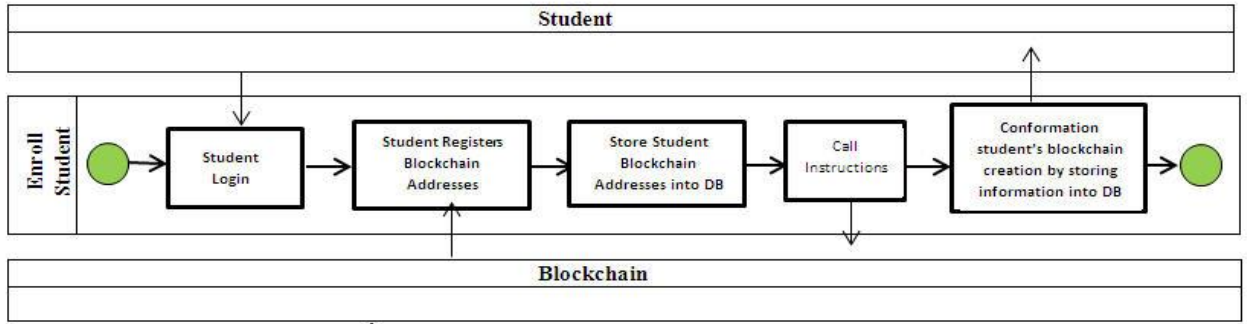 Student
Enroll
Student
Student
Login
Student Registers
Blockchain
Addresses
Store Student
Blockchain
Addresses into DB
Call
Instructions
Conformation
student's blockchain
creation by storing
information into DB
Blockchain